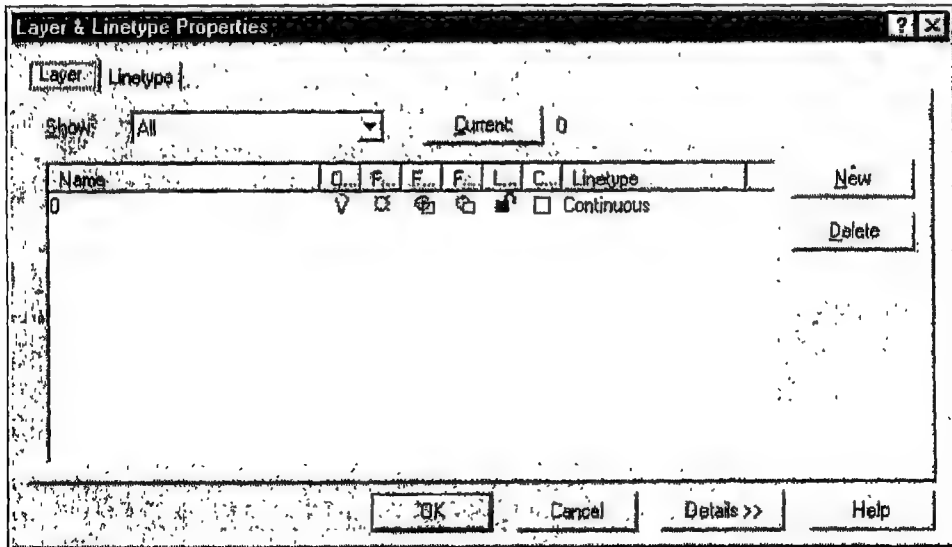 Layer & Linetype Properties
Layer Linetype
Show All Current 0
Name O... F... F... F... L... C... Linetype
0 Continuous
New
Delete
OK Cancel Details >> Help